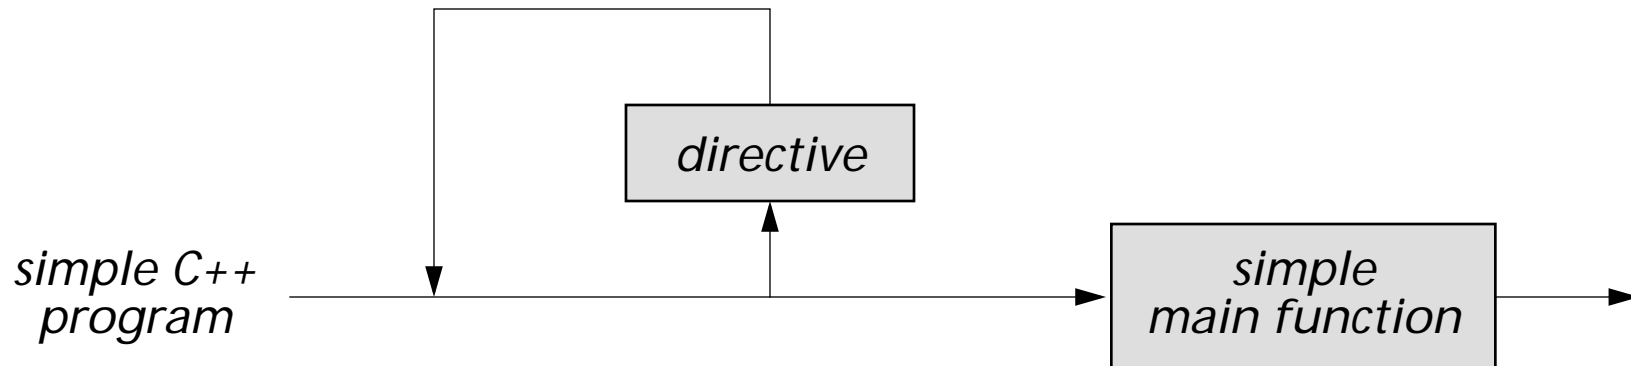 directive
simple C++
program
simple
main function